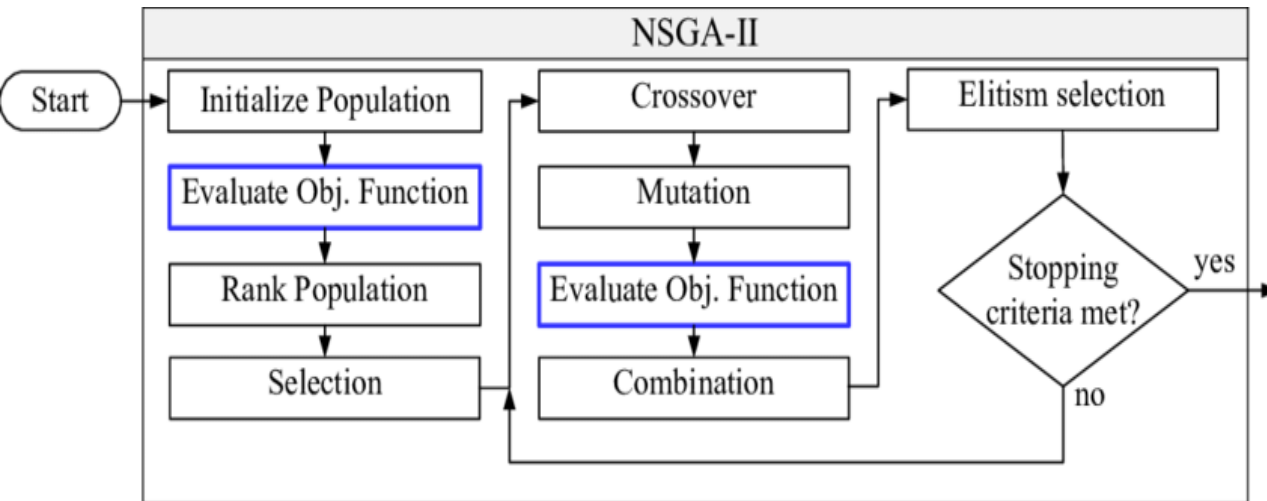 NSGA-II
Start
Initialize Population
Evaluate Obj. Function
Rank Population
Selection
Crossover
Mutation
Evaluate Obj. Function
Combination
Elitism selection
Stopping
criteria met?
yes
no